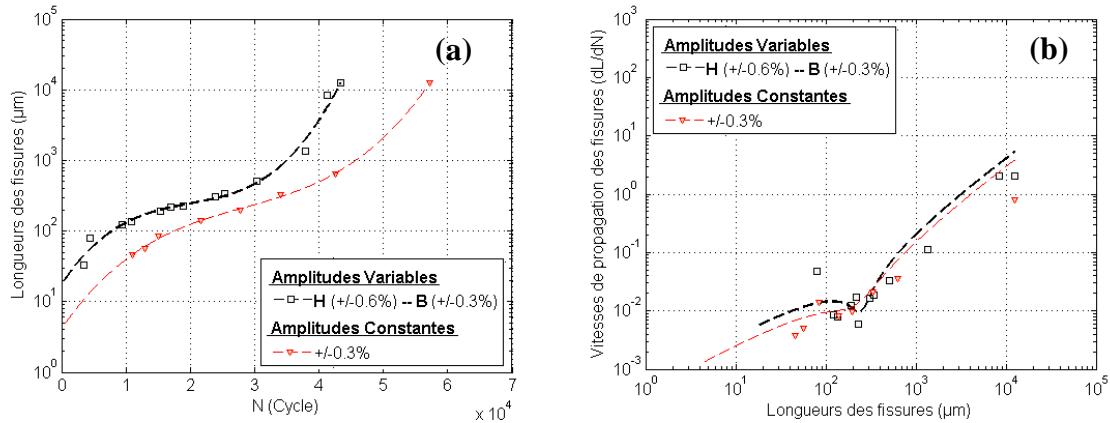 (a)
10^5
10^4
10^3
10^2
10^1
10^0
Longueurs des fissures (µm)
Amplitudes Variables
H (+/-0.6%) -- B (+/-0.3%)
Amplitudes Constantes
+/-0.3%
0 1 2 3 4 5 6 7
x 10^4
N (Cycle)
(b)
10^3
10^2
10^1
10^0
10^-1
10^-2
10^-3
Vitesses de propagation des fissures (dL/dN)
Amplitudes Variables
H (+/-0.6%) -- B (+/-0.3%)
Amplitudes Constantes
+/-0.3%
10^0 10^1 10^2 10^3 10^4 10^5
Longueurs des fissures (µm)